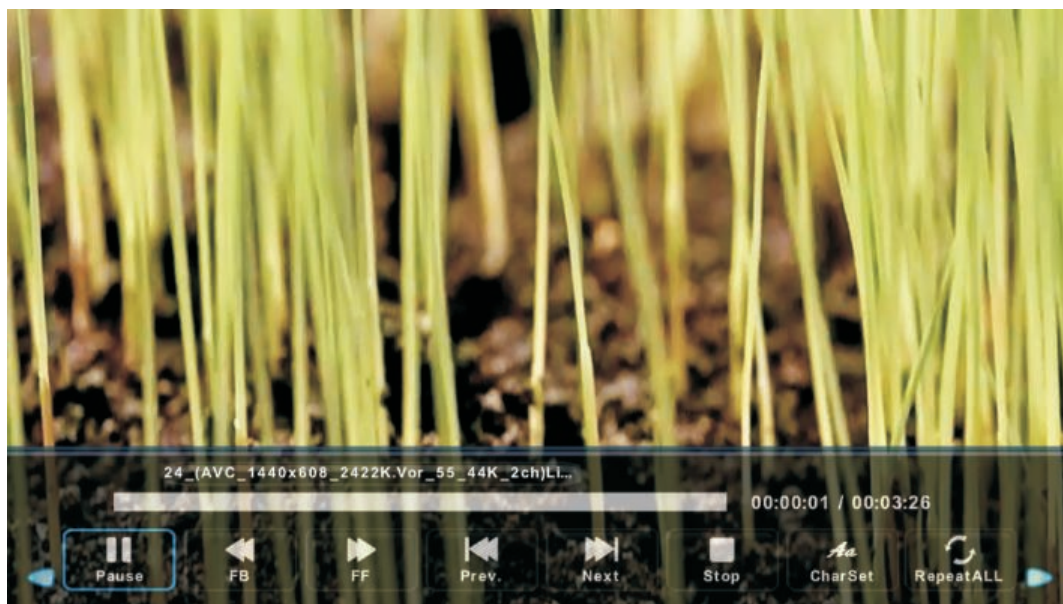 24_(AVC_1440x608_2422K.Vor_55_44K_2ch)Li...
00:00:01 / 00:03:26
Pause FB FF Prev. Next Stop Aa CharSet RepeatALL